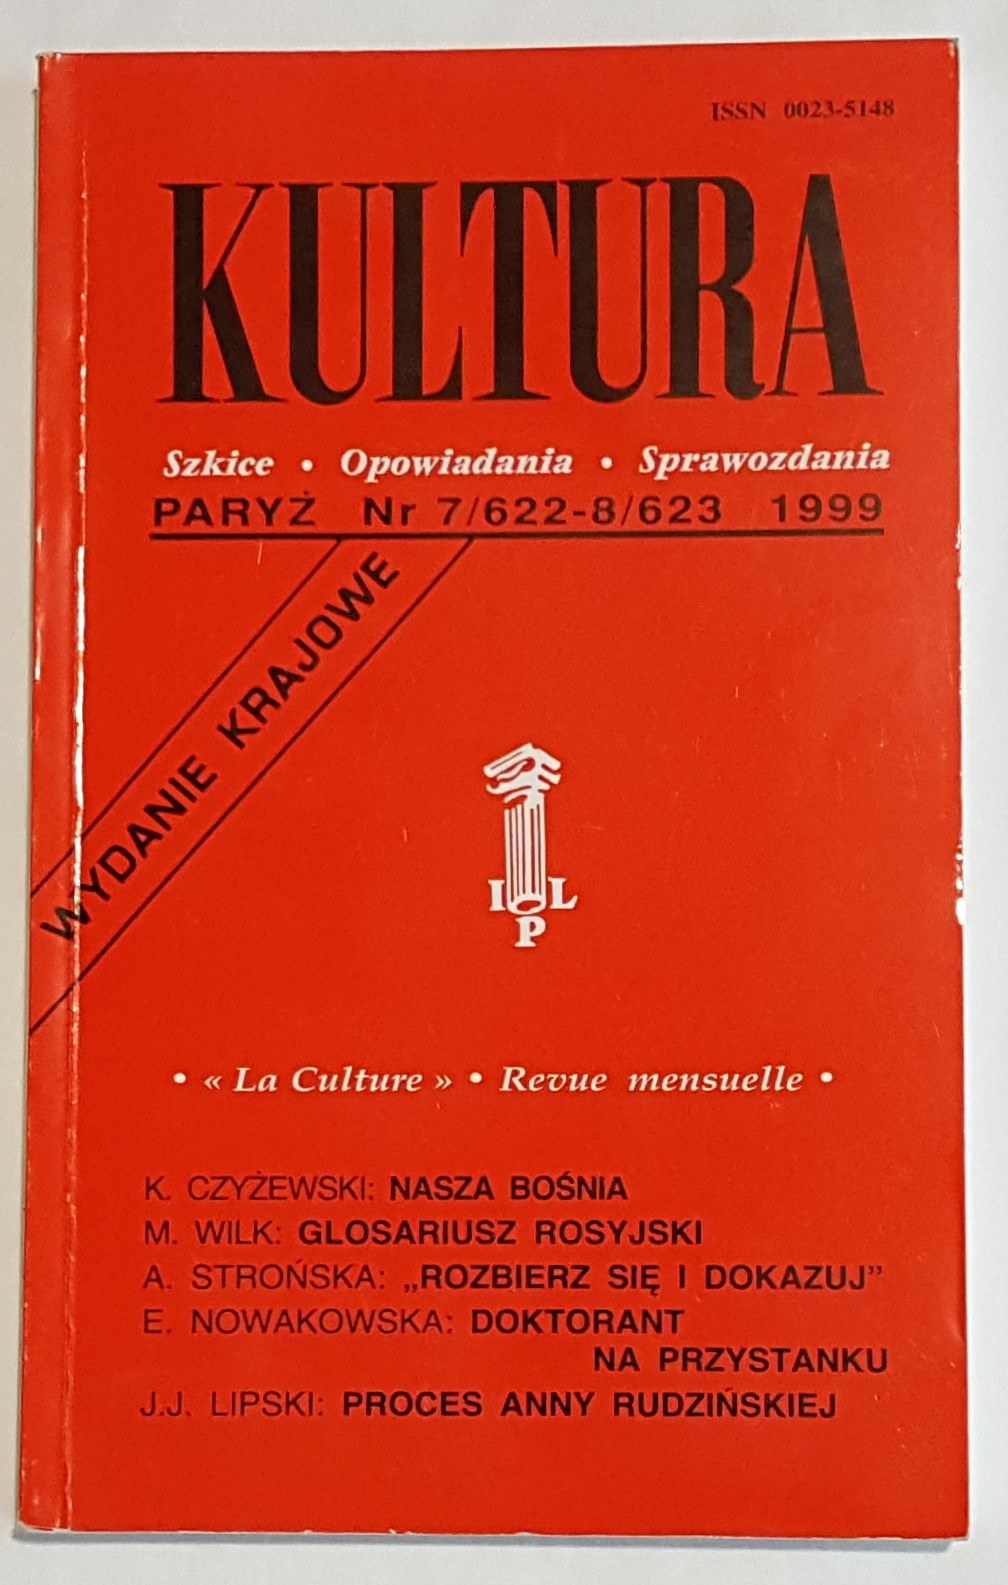 ISSN 0023-5148
KULTURA
Szkice • Opowiadania • Sprawozdania
PARYŻ Nr 7/622-8/623 1999
WYDANIE KRAJOWE
I L
P
• « La Culture » • Revue mensuelle •
K. CZYŻEWSKI: NASZA BOŚNIA
M. WILK: GLOSARIUSZ ROSYJSKI
A. STROŃSKA: „ROZBIERZ SIĘ I DOKAZUJ”
E. NOWAKOWSKA: DOKTORANT
NA PRZYSTANKU
J.J. LIPSKI: PROCES ANNY RUDZIŃSKIEJ